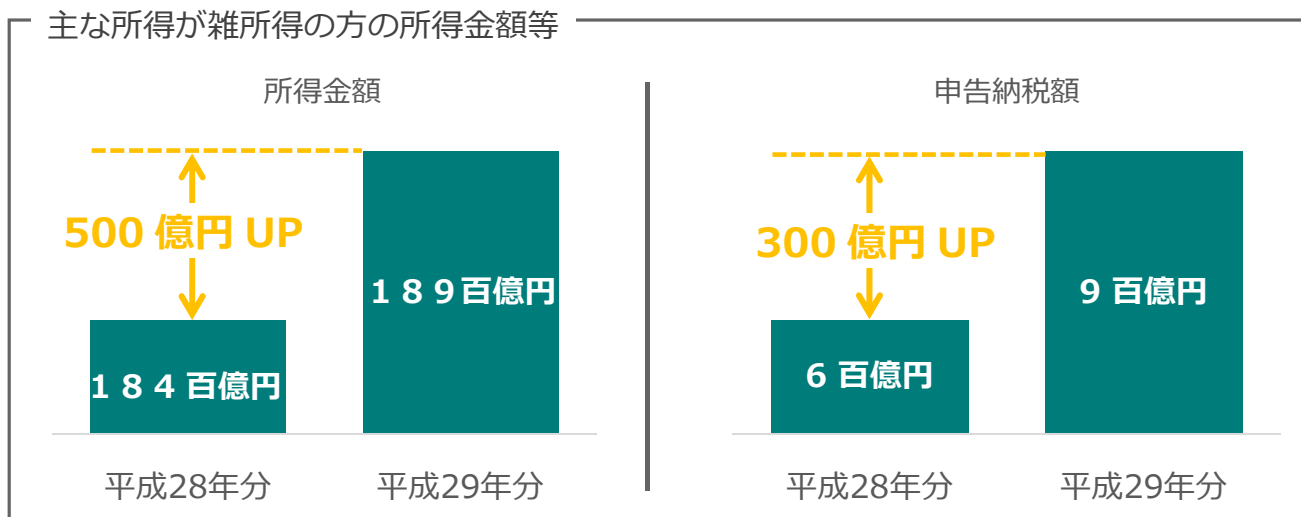 主な所得が雑所得の方の所得金額等
所得金額
500 億円 UP
１８４百億円
１８９百億円
平成28年分
平成29年分
申告納税額
300 億円 UP
6 百億円
9 百億円
平成28年分
平成29年分